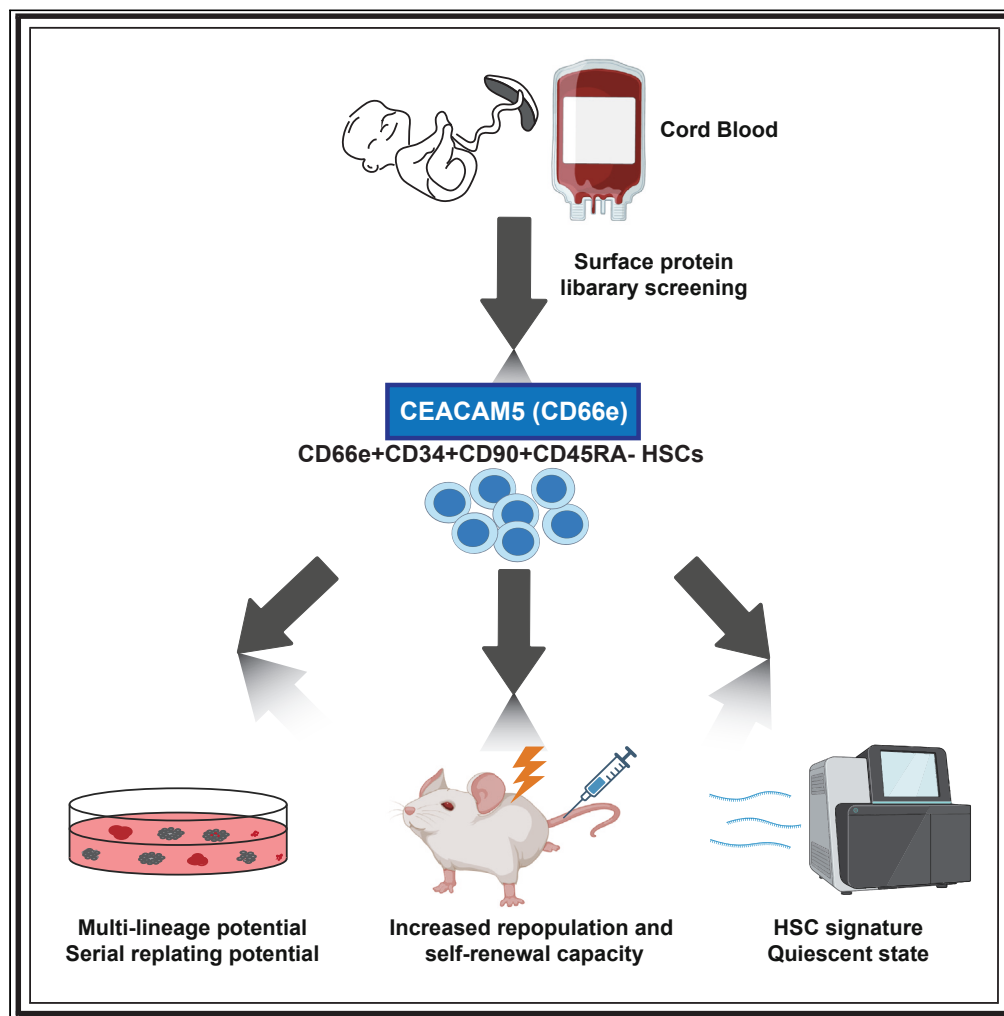 Cord Blood
Surface protein
libarary screening
CEACAM5 (CD66e)
CD66e+CD34+CD90+CD45RA- HSCs
Multi-lineage potential
Serial replating potential
Increased repopulation and
self-renewal capacity
HSC signature
Quiescent state